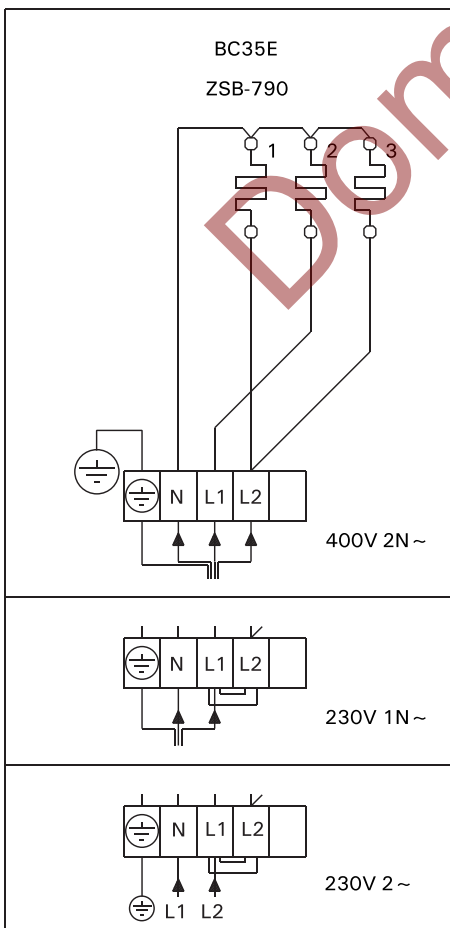 BC35E
ZSB-790
1 2 3
N L1 L2
400V 2N~
N L1 L2
230V 1N~
N L1 L2
230V 2~
L1 L2
Dom